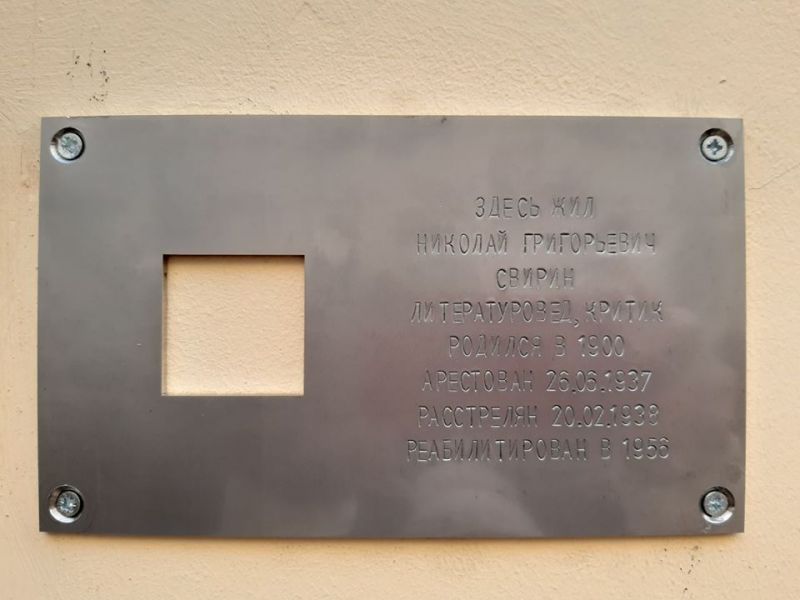 ЗДЕСЬ ЖИЛ
НИКОЛАЙ ГРИГОРЬЕВИЧ
СВИРИН
ЛИТЕРАТУРОВЕД, КРИТИК
РОДИЛСЯ В 1900
АРЕСТОВАН 26.06.1937
РАССТРЕЛЯН 20.02.1938
РЕАБИЛИТИРОВАН В 1956